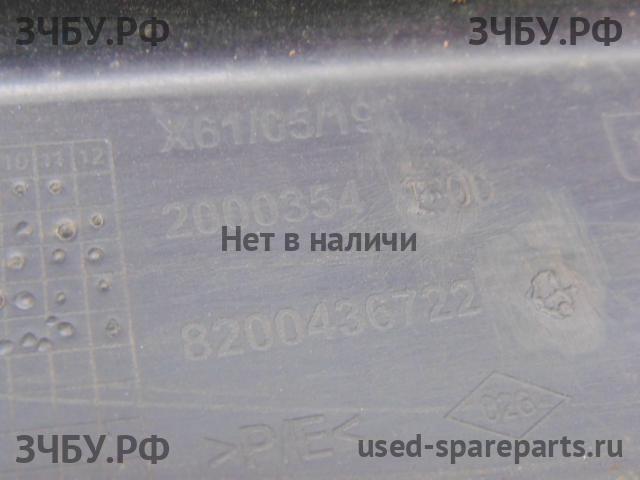 ЗЧБУ.РФ
ЗЧБУ.РФ
X61/05/19
10 11 12
2000354
Нет в наличи
8200436722
026
>P/E<
ЗЧБУ.РФ
used-spareparts.ru